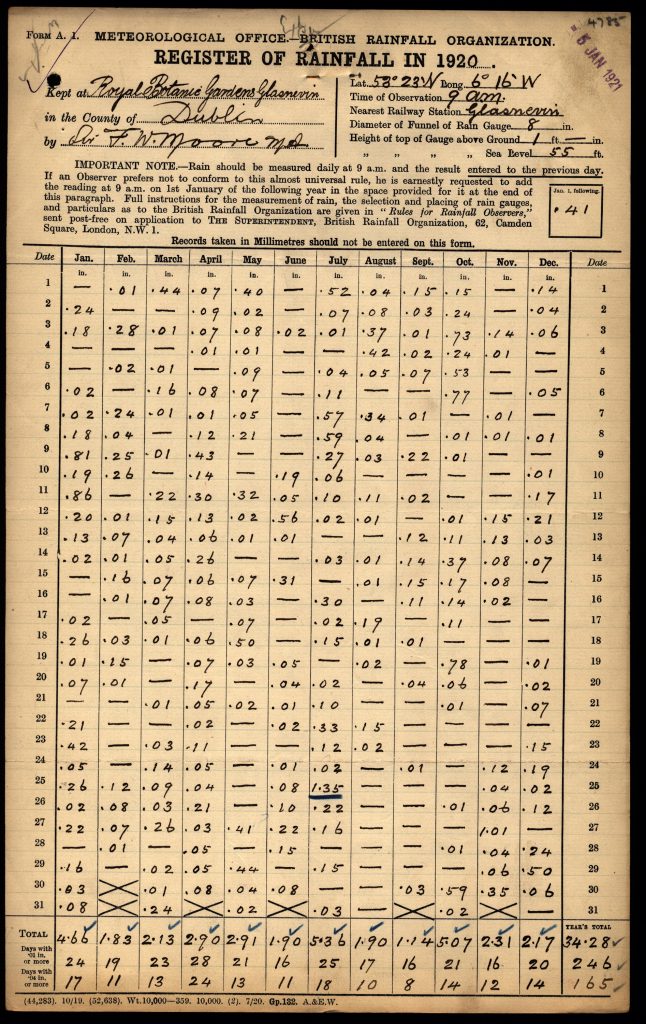 4785
FORM A. 1. METEOROLOGICAL OFFICE.—BRITISH RAINFALL ORGANIZATION.
REGISTER OF RAINFALL IN 1920.
5 JAN 1921
Kept at Royal Botanic Gardens Glasnevin
in the County of Dublin
by Sir F. W. Moore
Lat. 53° 23' N Long. 6° 15' W
Time of Observation 9 am.
Nearest Railway Station Glasnevin
Diameter of Funnel of Rain Gauge 8 in.
Height of top of Gauge above Ground 1 ft. — in.
" " " Sea Level 55 ft.
IMPORTANT NOTE.—Rain should be measured daily at 9 a.m. and the result entered to the previous day.
If an Observer prefers not to conform to this almost universal rule, he is earnestly requested to add
the reading at 9 a.m. on 1st January of the following year in the space provided for it at the end of
this paragraph. Full instructions for the measurement of rain, the selection and placing of rain gauges,
and particulars as to the British Rainfall Organization are given in "Rules for Rainfall Observers,"
sent post-free on application to THE SUPERINTENDENT, British Rainfall Organization, 62, Camden
Square, London, N.W. 1.
Jan. 1. following.
.41
Records taken in Millimetres should not be entered on this form.
Date Jan. Feb. March April May June July August Sept. Oct. Nov. Dec. Date
in. in. in. in. in. in. in. in. in. in. in. in.
1 — .01 .44 .07 .40 — .52 .04 .15 .15 — .14 1
2 .24 — — .09 .02 — .07 .08 .03 .24 — .04 2
3 .18 .28 .01 .07 .08 .02 .01 .37 .01 .73 .14 .06 3
4 — — — .01 .01 — — .42 .02 .24 .01 — 4
5 — .02 .01 — .09 — .04 .05 .07 .53 — — 5
6 .02 — .16 .08 .07 — .11 — — .77 — .05 6
7 .02 .24 .01 .01 .05 — .57 .34 .01 — .01 — 7
8 .18 .04 — .12 .21 — .59 .04 — .01 .01 .01 8
9 .81 .25 .01 .43 — — .27 .03 .22 .01 — — 9
10 .19 .26 — .14 — .19 .06 — — — — .01 10
11 .86 — .22 .30 .32 .05 .10 .11 .02 — — .17 11
12 .20 .01 .15 .13 .02 .56 .02 .01 — .01 .15 .21 12
13 .13 .07 .04 .06 .01 .01 — — .12 .11 .13 .03 13
14 .02 .01 .05 .26 — — .03 .01 .14 .37 .08 .07 14
15 — .16 .07 .06 .07 .31 — .01 .15 .17 .08 — 15
16 — .01 .07 .08 .03 — .30 — .11 .14 .02 — 16
17 .02 — .05 — .07 — .02 .19 — .11 — — 17
18 .26 .03 .01 .06 .50 — .15 .01 .01 — — — 18
19 .01 .15 — .07 .03 .05 — .02 — .78 — .01 19
20 .07 .01 — .17 — .04 .02 — .04 .06 — .02 20
21 — — .01 .05 .02 .01 .10 — — .01 — .07 21
22 .21 — — .02 — .02 .33 .15 — — — — 22
23 .42 — .03 .11 — — .12 .02 — — — .15 23
24 .05 — .14 .05 — .01 .02 — .01 — .12 .19 24
25 .26 .12 .09 .04 — .08 1.35 — — — .04 .02 25
26 .02 .08 .03 .21 — .10 .22 — — .01 .06 .12 26
27 .22 .07 .26 .03 .41 .22 .16 — — — 1.01 — 27
28 — .01 — .05 — .15 — — — .01 .04 .24 28
29 .16 — .02 .05 .44 — .15 — — — .06 .50 29
30 .03 .01 .08 .04 .08 — — .03 .59 .35 .06 30
31 .08 .24 .02 .03 — .02 — 31
TOTAL 4.66 1.83 2.13 2.90 2.91 1.90 5.36 1.90 1.14 5.07 2.31 2.17 YEAR'S TOTAL 34.28
Days with .01 in. or more 24 19 23 28 21 16 25 17 16 21 16 20 246
Days with .04 in. or more 17 11 13 24 13 11 18 10 8 14 12 14 165
(44,283). 10/19. (52,638). Wt.10,000—359. 10,000. (2). 7/20. Gp.132. A.&E.W.